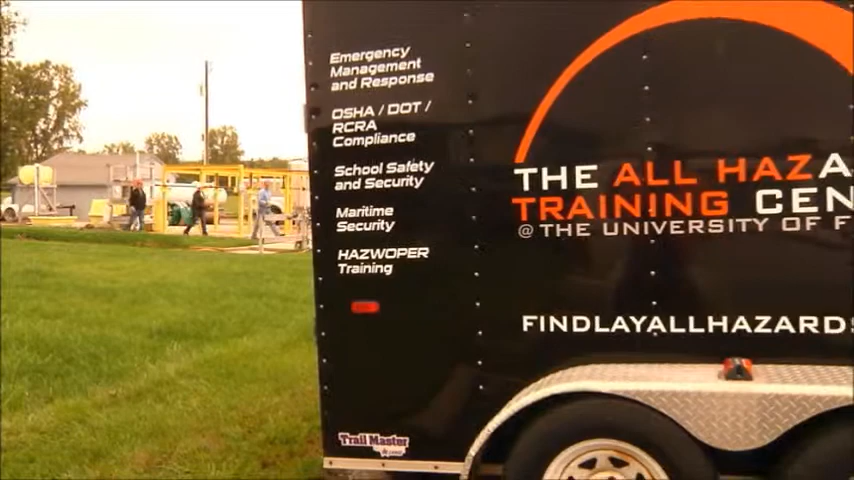 Emergency
Management
and Response
OSHA / DOT /
RCRA
Compliance
School Safety
and Security
Maritime
Security
HAZWOPER
Training
THE ALL HAZA
TRAINING CEN
@ THE UNIVERSITY OF F
FINDLAYALLHAZARDS
Trail Master